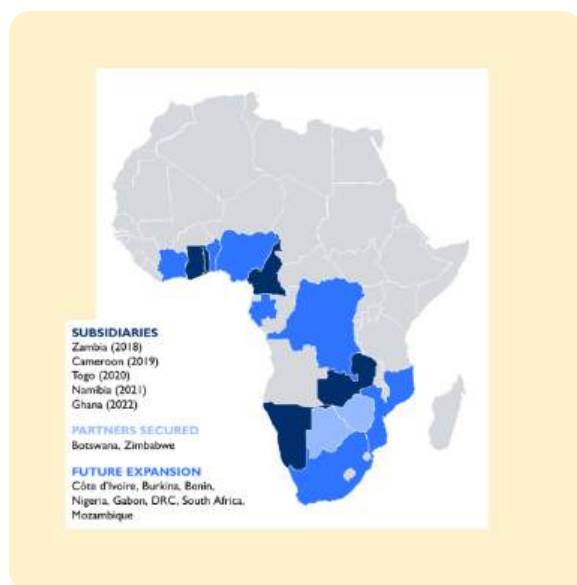 SUBSIDIARIES
Zambia (2018)
Cameroon (2019)
Togo (2020)
Namibia (2021)
Ghana (2022)
PARTNERS SECURED
Botswana, Zimbabwe
FUTURE EXPANSION
Côte d'Ivoire, Burkina, Benin,
Nigeria, Gabon, DRC, South Africa,
Mozambique